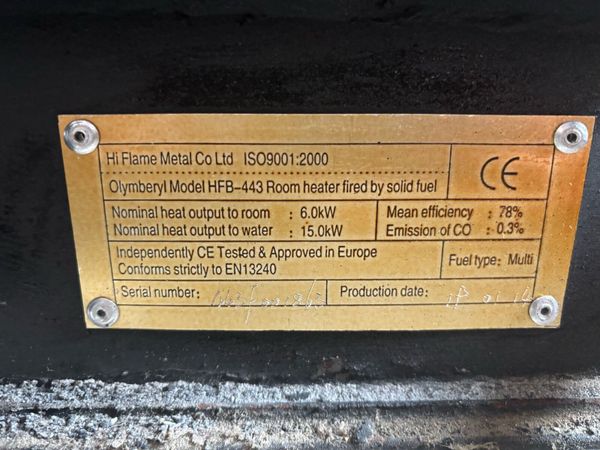 Hi Flame Metal Co Ltd ISO9001:2000
Olymberyl Model HFB-443 Room heater fired by solid fuel
CE
Nominal heat output to room : 6.0kW
Nominal heat output to water : 15.0kW
Mean efficiency : 78%
Emission of CO : 0.3%
Independently CE Tested & Approved in Europe
Conforms strictly to EN13240
Fuel type: Multi
Serial number:
Production date: